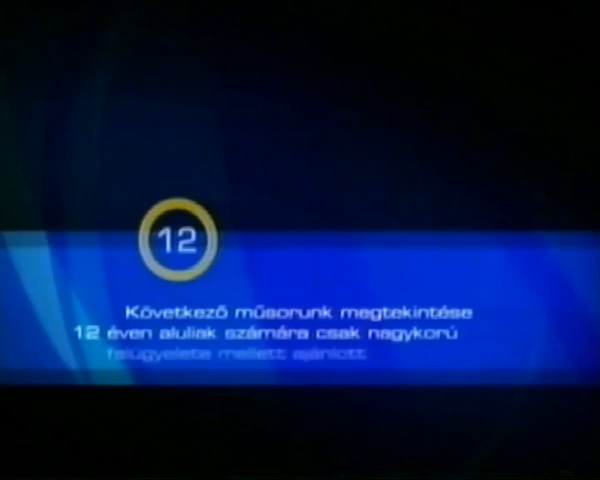 12
Következő műsorunk megtekintése
12 éven aluliak számára csak nagykorú
felügyelete mellett ajánlott